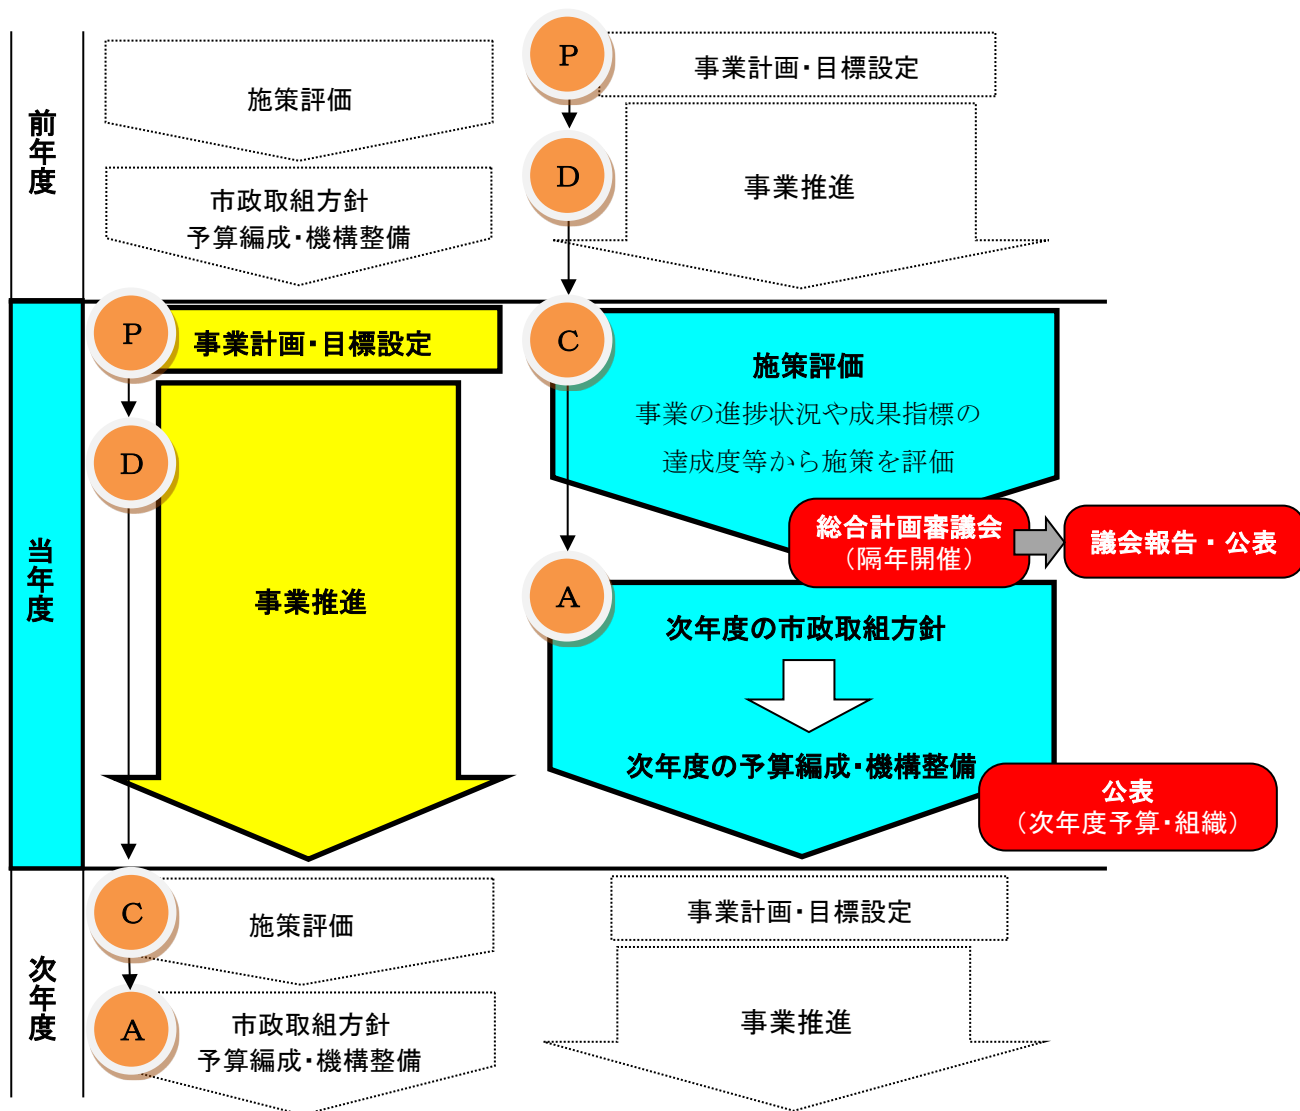 前年度
施策評価
市政取組方針
予算編成・機構整備
P
事業計画・目標設定
D
事業推進
当年度
P
事業計画・目標設定
D
事業推進
C
施策評価
事業の進捗状況や成果指標の
達成度等から施策を評価
総合計画審議会
（隔年開催）
議会報告・公表
A
次年度の市政取組方針
次年度の予算編成・機構整備
公表
（次年度予算・組織）
次年度
C
施策評価
A
市政取組方針
予算編成・機構整備
事業計画・目標設定
事業推進